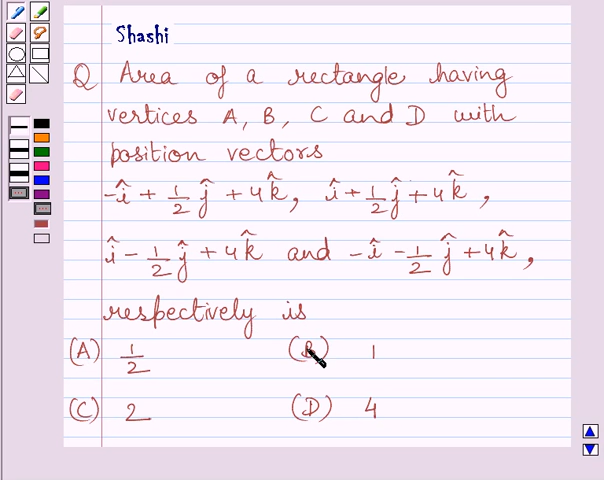 Shashi
Q Area of a rectangle having
vertices A, B, C and D with
position vectors
-î + 1/2 ĵ + 4k̂, î + 1/2 ĵ + 4k̂,
î - 1/2 ĵ + 4k̂ and -î - 1/2 ĵ + 4k̂,
respectively is
(A) 1/2 (B) 1
(C) 2 (D) 4